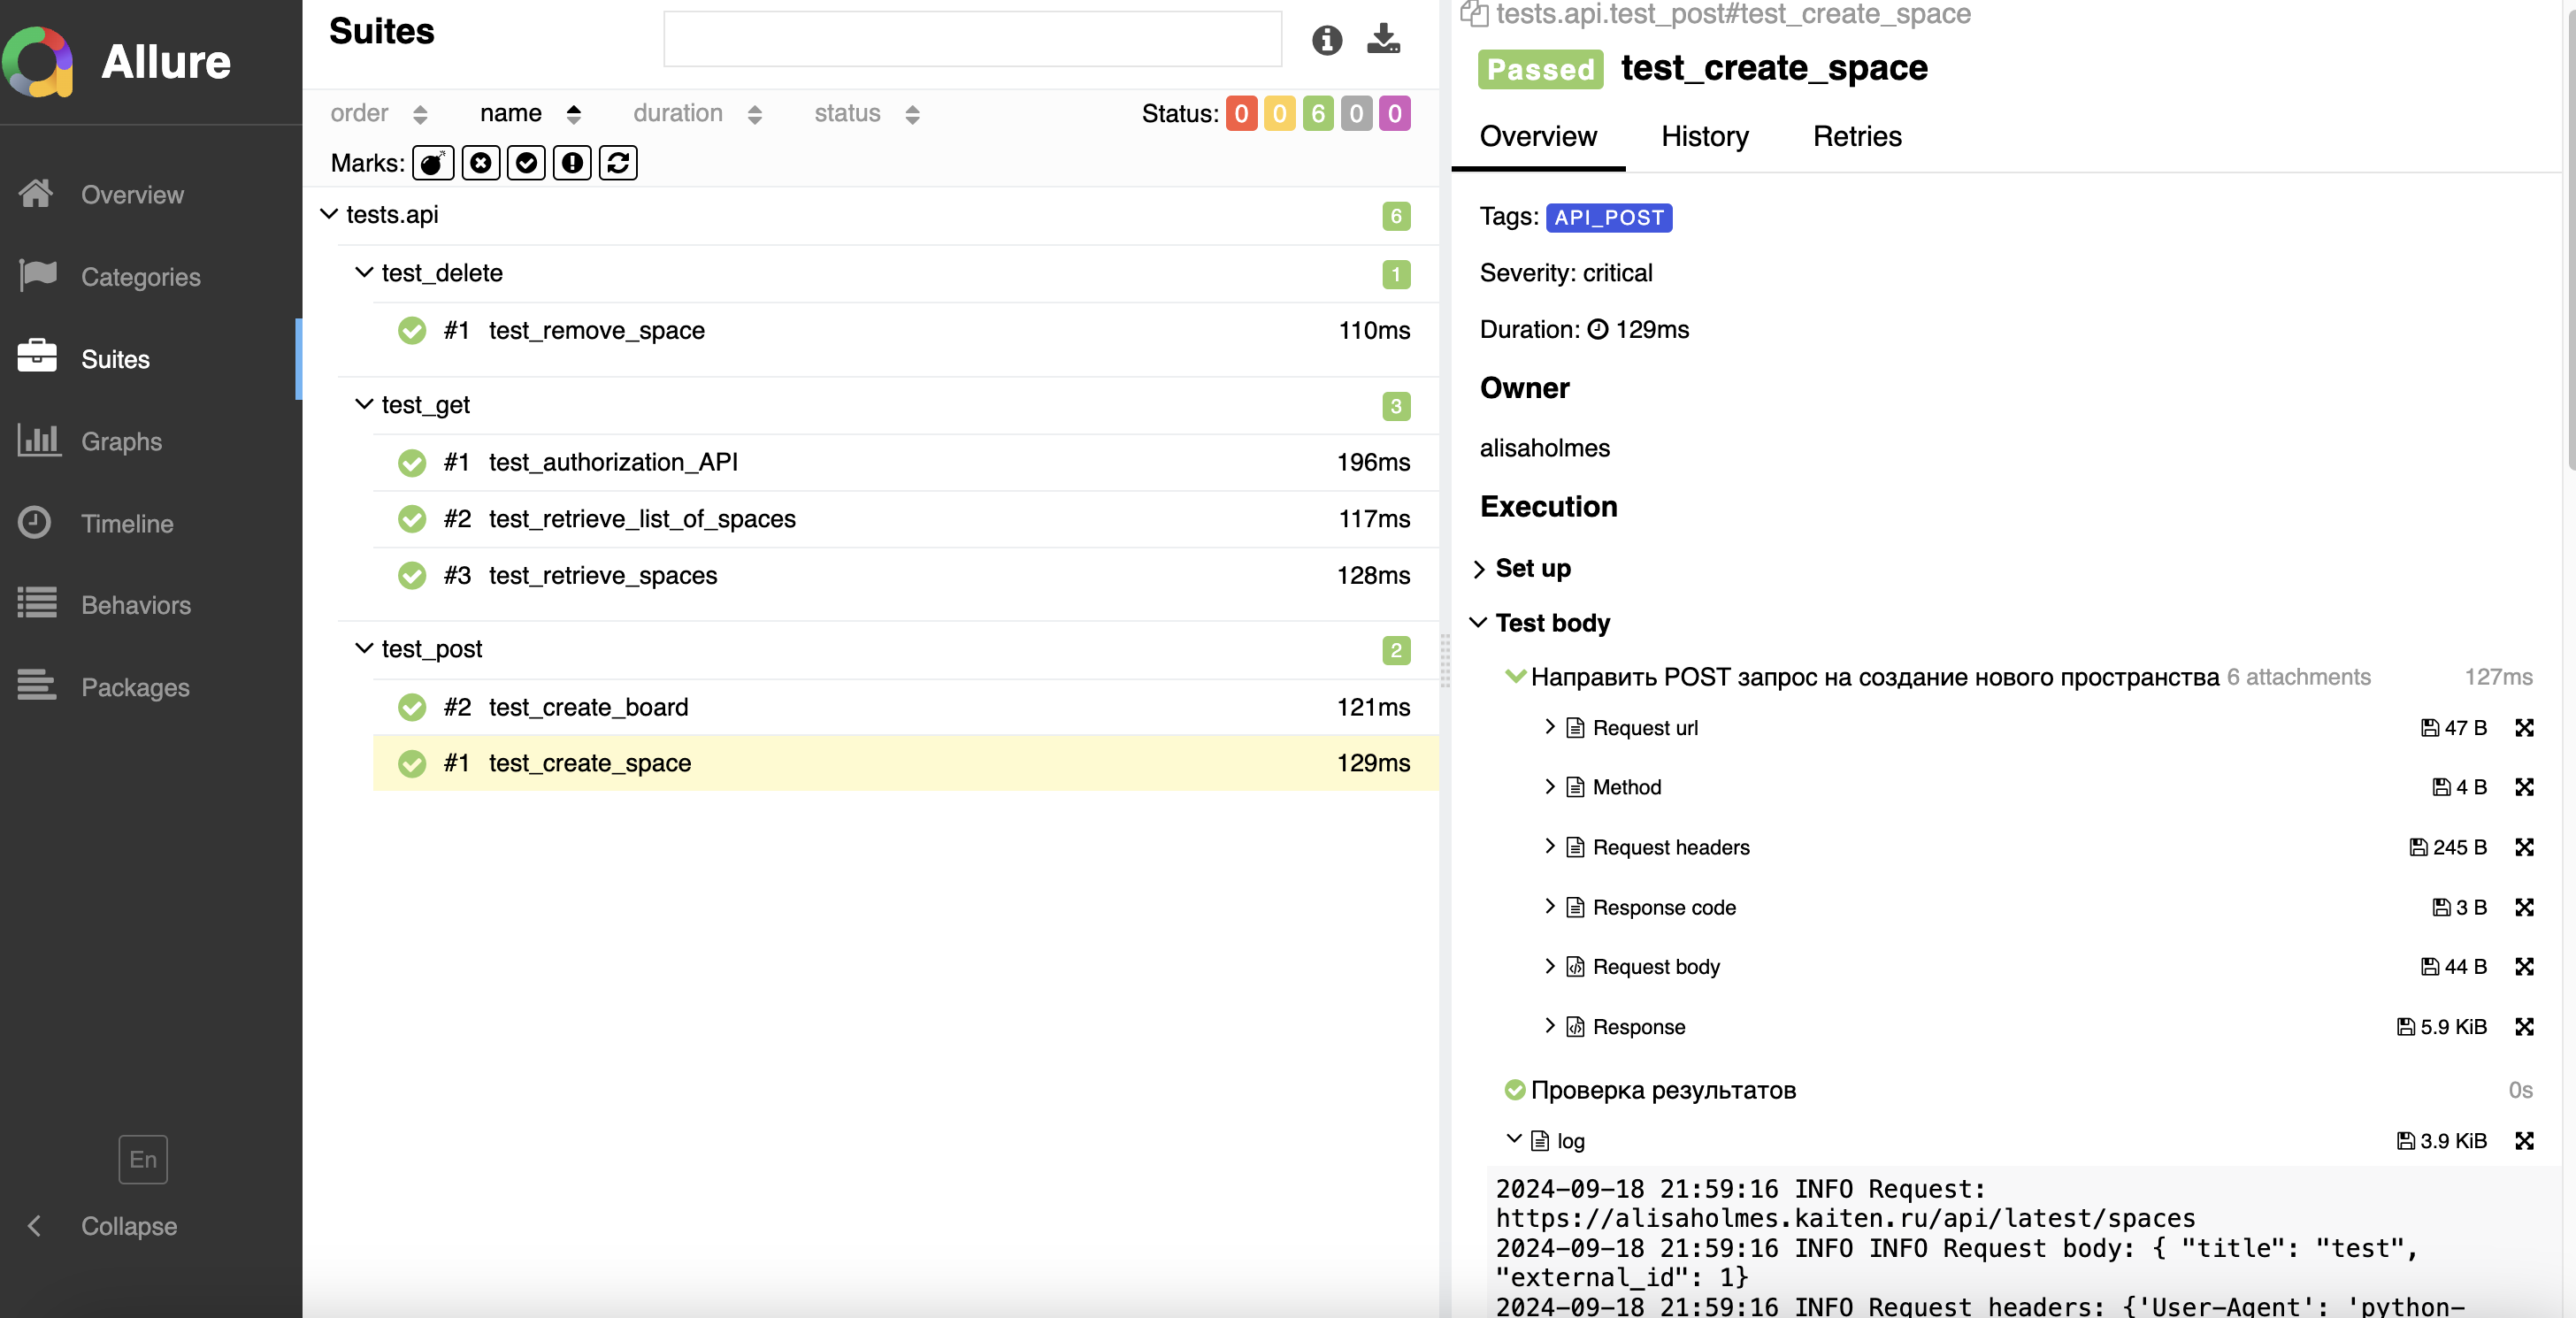 Allure
Overview
Categories
Suites
Graphs
Timeline
Behaviors
Packages
En
Collapse
Suites
order name duration status Status: 0 0 6 0 0
Marks:
tests.api 6
test_delete 1
#1 test_remove_space 110ms
test_get 3
#1 test_authorization_API 196ms
#2 test_retrieve_list_of_spaces 117ms
#3 test_retrieve_spaces 128ms
test_post 2
#2 test_create_board 121ms
#1 test_create_space 129ms
tests.api.test_post#test_create_space
Passed test_create_space
Overview History Retries
Tags: API_POST
Severity: critical
Duration: 129ms
Owner
alisaholmes
Execution
Set up
Test body
Направить POST запрос на создание нового пространства 6 attachments 127ms
Request url 47 B
Method 4 B
Request headers 245 B
Response code 3 B
Request body 44 B
Response 5.9 KiB
Проверка результатов 0s
log 3.9 KiB
2024-09-18 21:59:16 INFO Request:
https://alisaholmes.kaiten.ru/api/latest/spaces
2024-09-18 21:59:16 INFO INFO Request body: { "title": "test",
"external_id": 1}
2024-09-18 21:59:16 INFO Request headers: {'User-Agent': 'python-